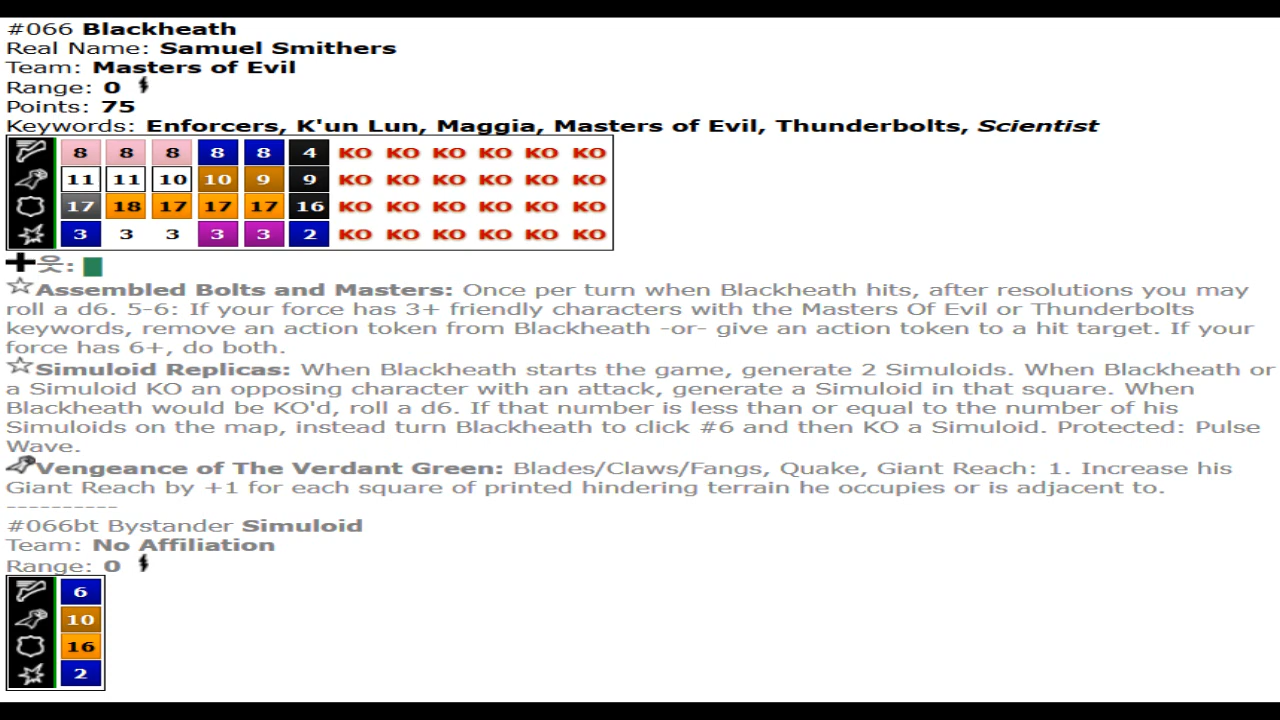 #066 Blackheath
Real Name: Samuel Smithers
Team: Masters of Evil
Range: 0
Points: 75
Keywords: Enforcers, K'un Lun, Maggia, Masters of Evil, Thunderbolts, Scientist
8 8 8 8 8 4 KO KO KO KO KO KO
11 11 10 10 9 9 KO KO KO KO KO KO
17 18 17 17 17 16 KO KO KO KO KO KO
3 3 3 3 3 2 KO KO KO KO KO KO
✚웃:
☆Assembled Bolts and Masters: Once per turn when Blackheath hits, after resolutions you may
roll a d6. 5-6: If your force has 3+ friendly characters with the Masters Of Evil or Thunderbolts
keywords, remove an action token from Blackheath -or- give an action token to a hit target. If your
force has 6+, do both.
☆Simuloid Replicas: When Blackheath starts the game, generate 2 Simuloids. When Blackheath or
a Simuloid KO an opposing character with an attack, generate a Simuloid in that square. When
Blackheath would be KO'd, roll a d6. If that number is less than or equal to the number of his
Simuloids on the map, instead turn Blackheath to click #6 and then KO a Simuloid. Protected: Pulse
Wave.
Vengeance of The Verdant Green: Blades/Claws/Fangs, Quake, Giant Reach: 1. Increase his
Giant Reach by +1 for each square of printed hindering terrain he occupies or is adjacent to.
----------
#066bt Bystander Simuloid
Team: No Affiliation
Range: 0
6
10
16
2